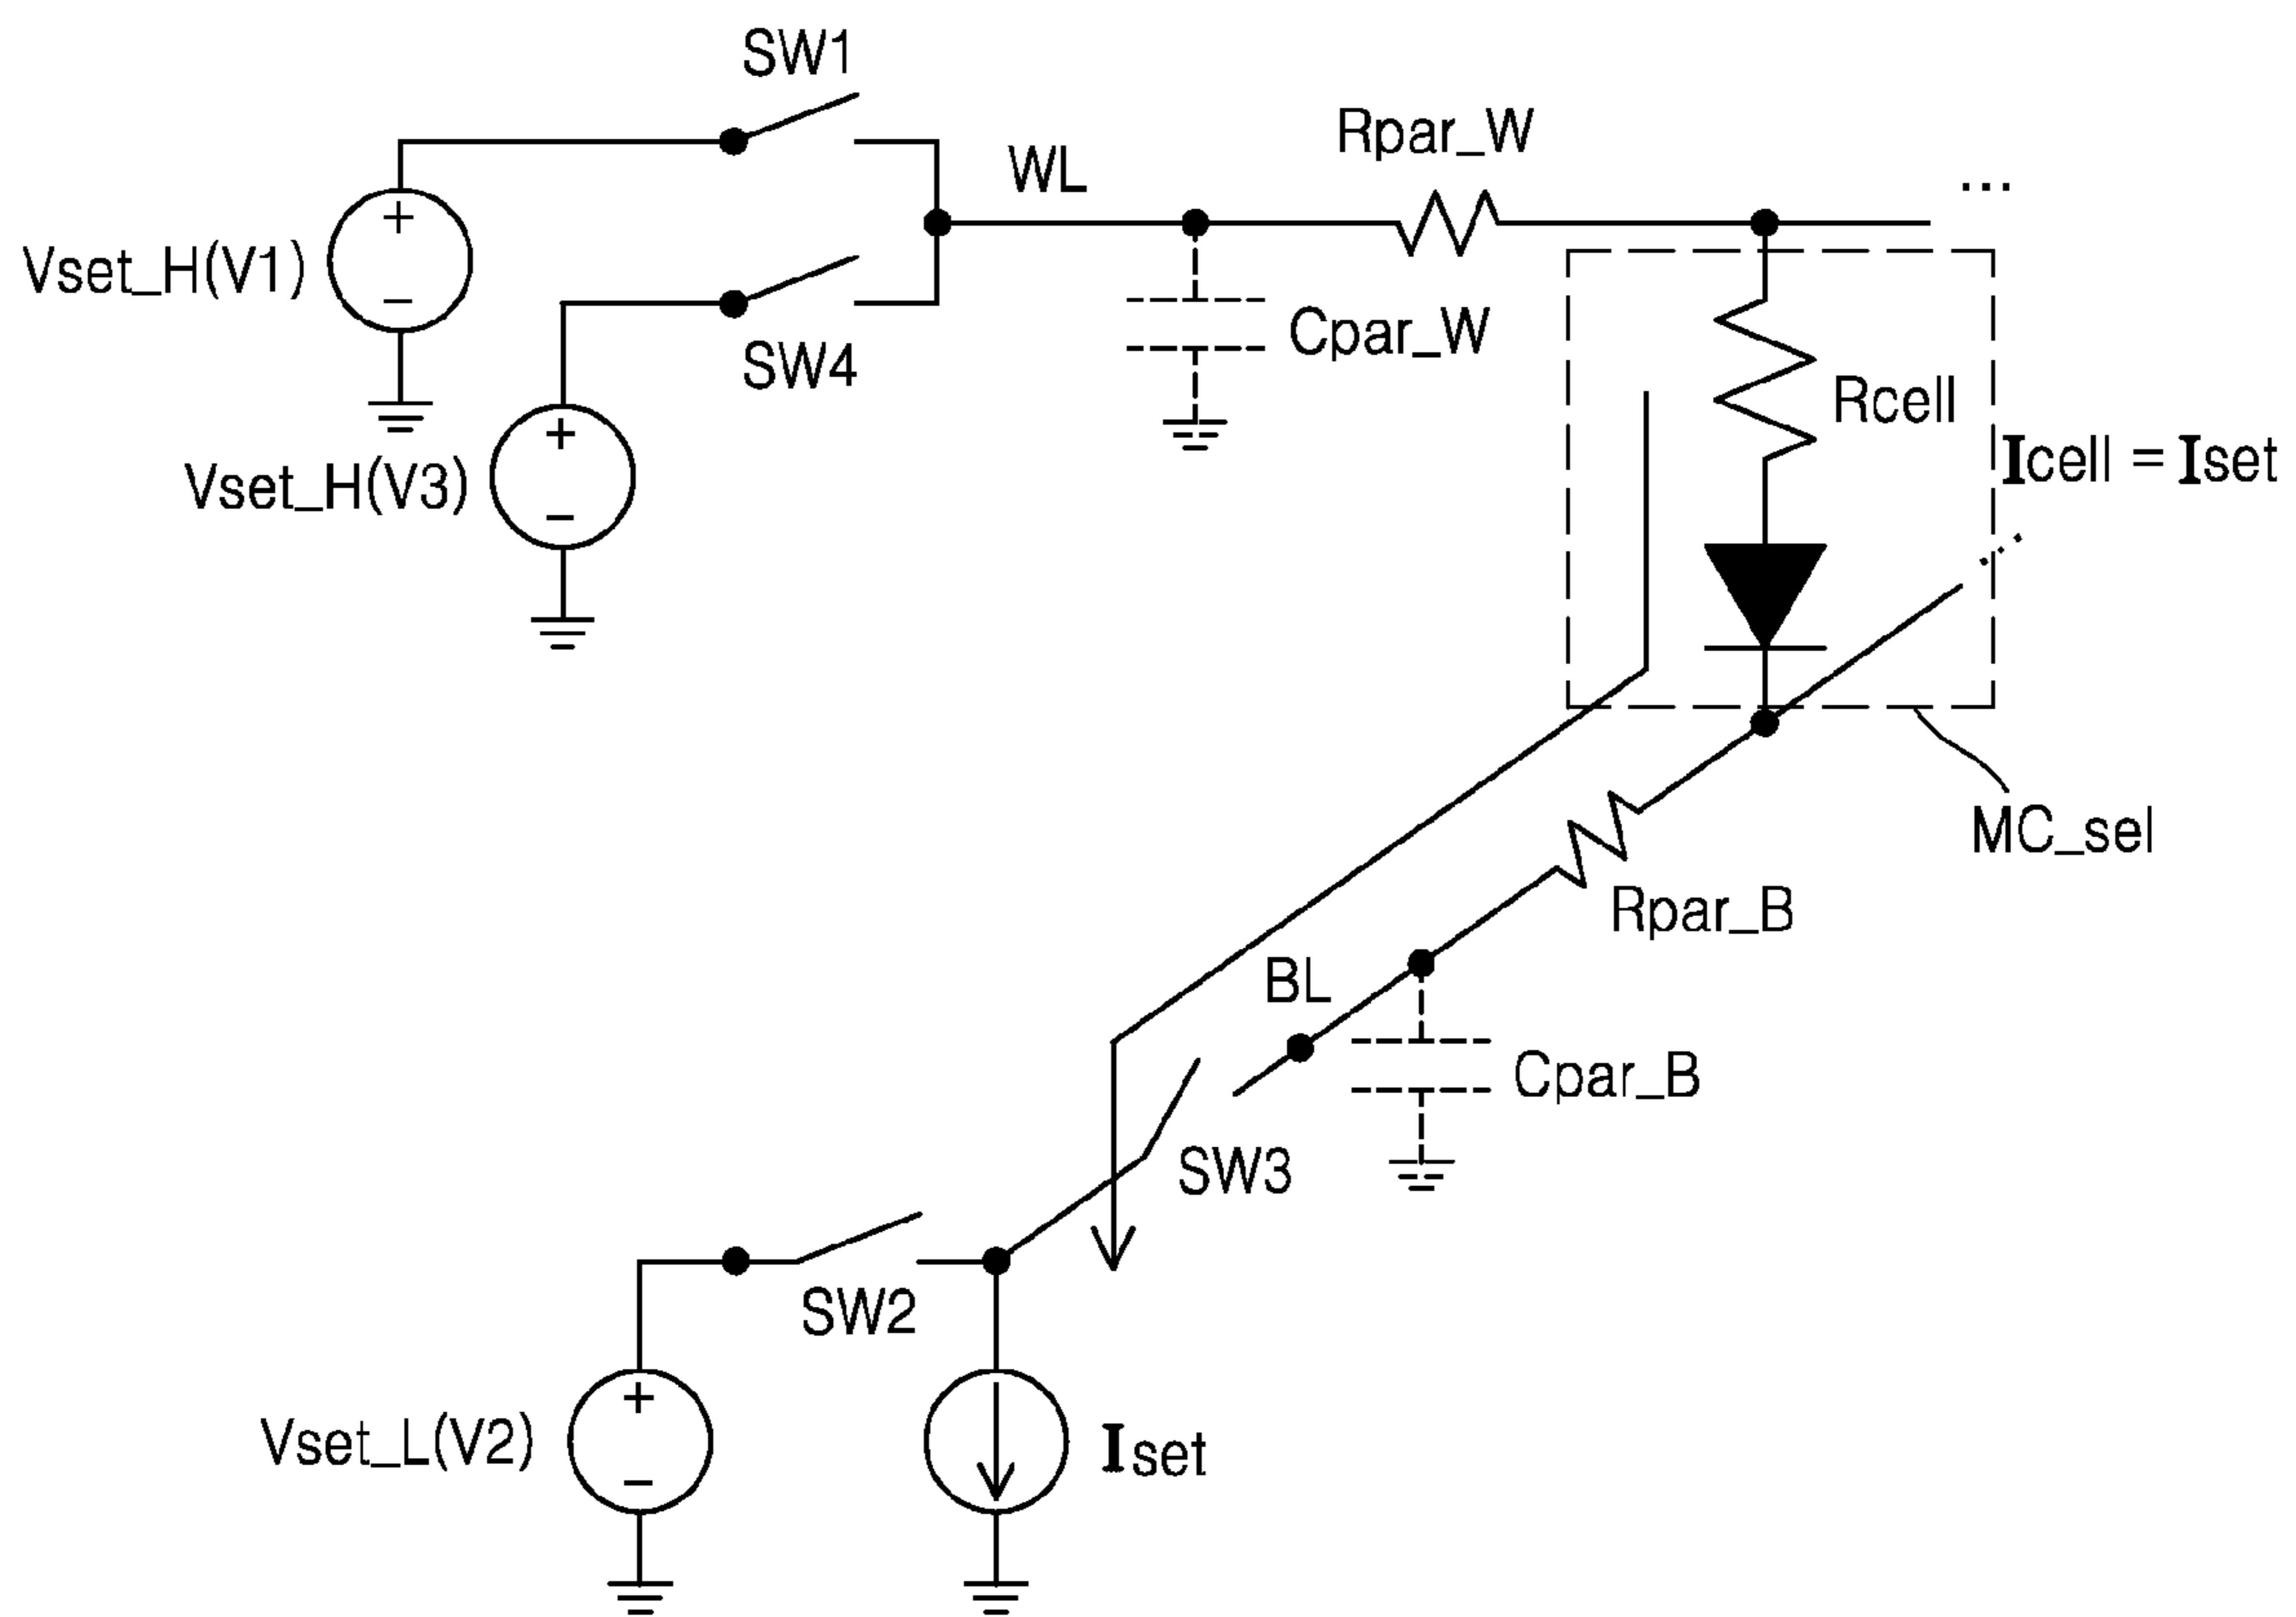 SW1
Rpar_W
WL
...
Vset_H(V1)
Cpar_W
SW4
Rcell
Icell = Iset
Vset_H(V3)
MC_sel
Rpar_B
BL
Cpar_B
SW3
SW2
Vset_L(V2)
Iset